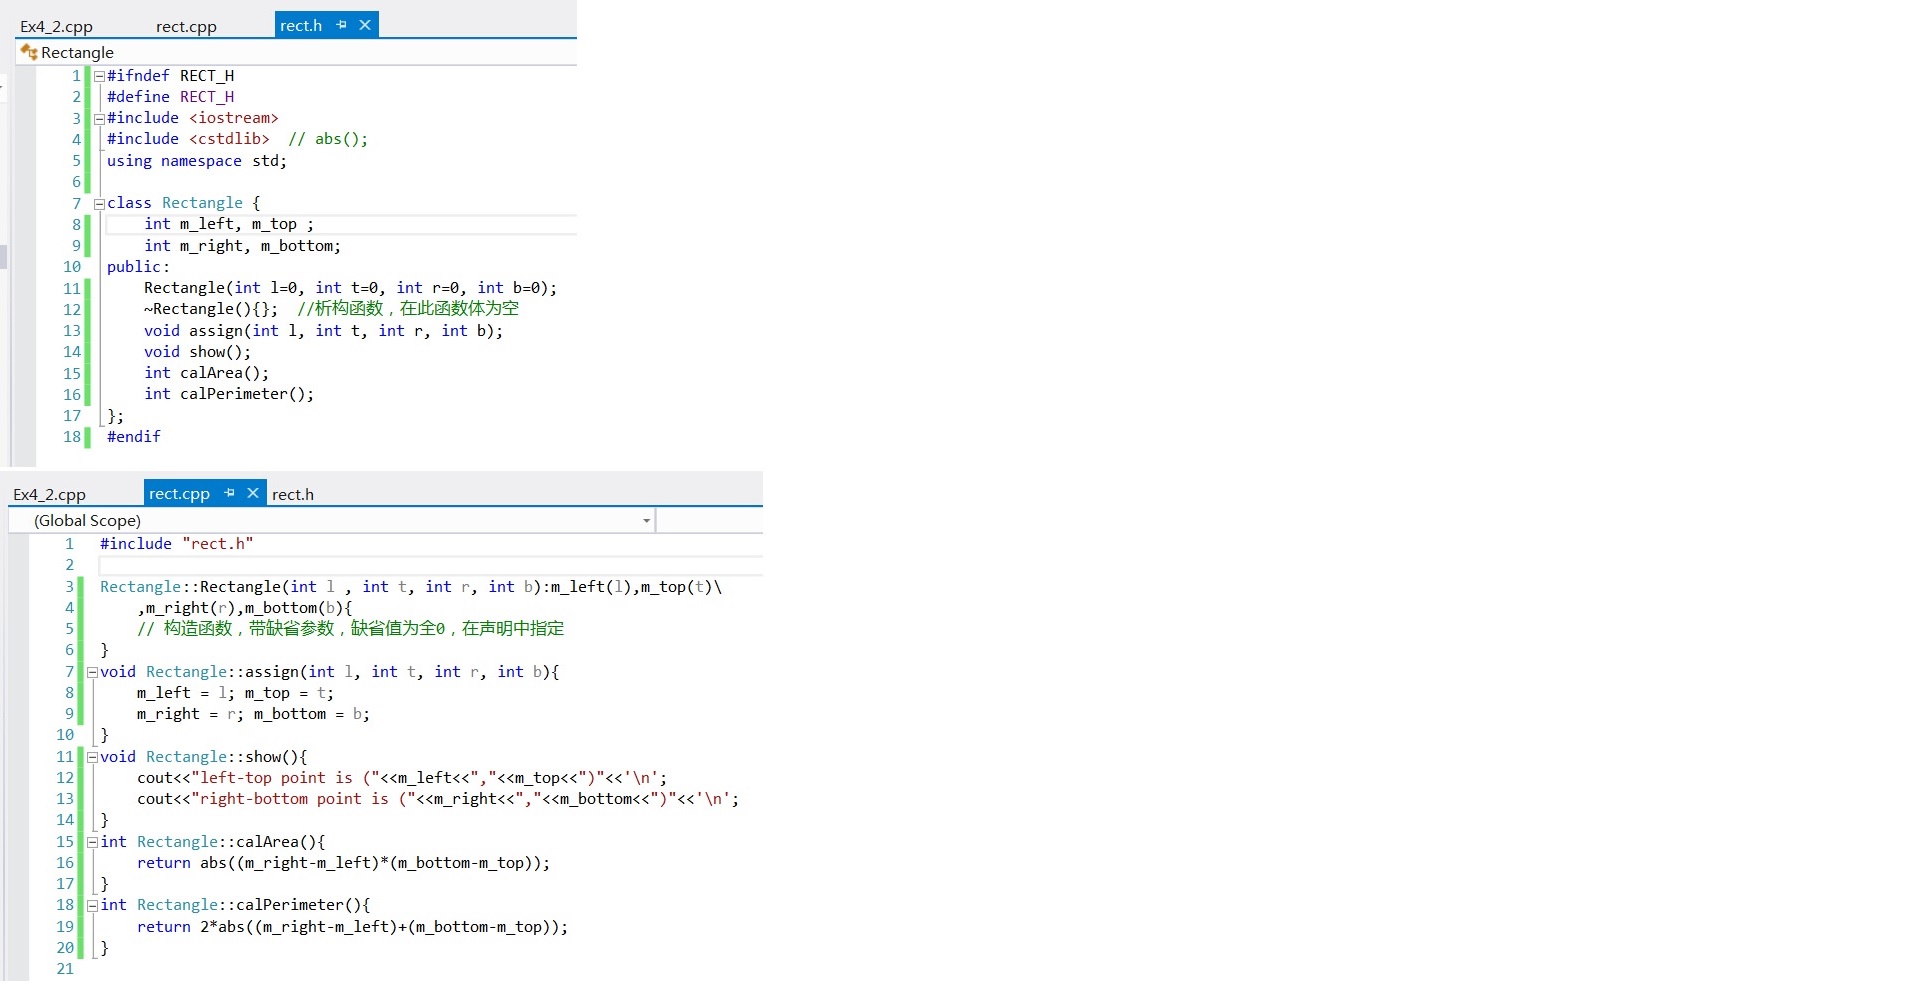 Ex4_2.cpp rect.cpp rect.h
Rectangle
1 #ifndef RECT_H
2 #define RECT_H
3 #include <iostream>
4 #include <cstdlib>  // abs();
5 using namespace std;
6
7 class Rectangle {
8     int m_left, m_top ;
9     int m_right, m_bottom;
10 public:
11     Rectangle(int l=0, int t=0, int r=0, int b=0);
12     ~Rectangle(){};  //析构函数，在此函数体为空
13     void assign(int l, int t, int r, int b);
14     void show();
15     int calArea();
16     int calPerimeter();
17 };
18 #endif
Ex4_2.cpp rect.cpp rect.h
(Global Scope)
1 #include "rect.h"
2
3 Rectangle::Rectangle(int l , int t, int r, int b):m_left(l),m_top(t)\
4     ,m_right(r),m_bottom(b){
5     // 构造函数，带缺省参数，缺省值为全0，在声明中指定
6 }
7 void Rectangle::assign(int l, int t, int r, int b){
8     m_left = l; m_top = t;
9     m_right = r; m_bottom = b;
10 }
11 void Rectangle::show(){
12     cout<<"left-top point is ("<<m_left<<","<<m_top<<")"<<'\n';
13     cout<<"right-bottom point is ("<<m_right<<","<<m_bottom<<")"<<'\n';
14 }
15 int Rectangle::calArea(){
16     return abs((m_right-m_left)*(m_bottom-m_top));
17 }
18 int Rectangle::calPerimeter(){
19     return 2*abs((m_right-m_left)+(m_bottom-m_top));
20 }
21